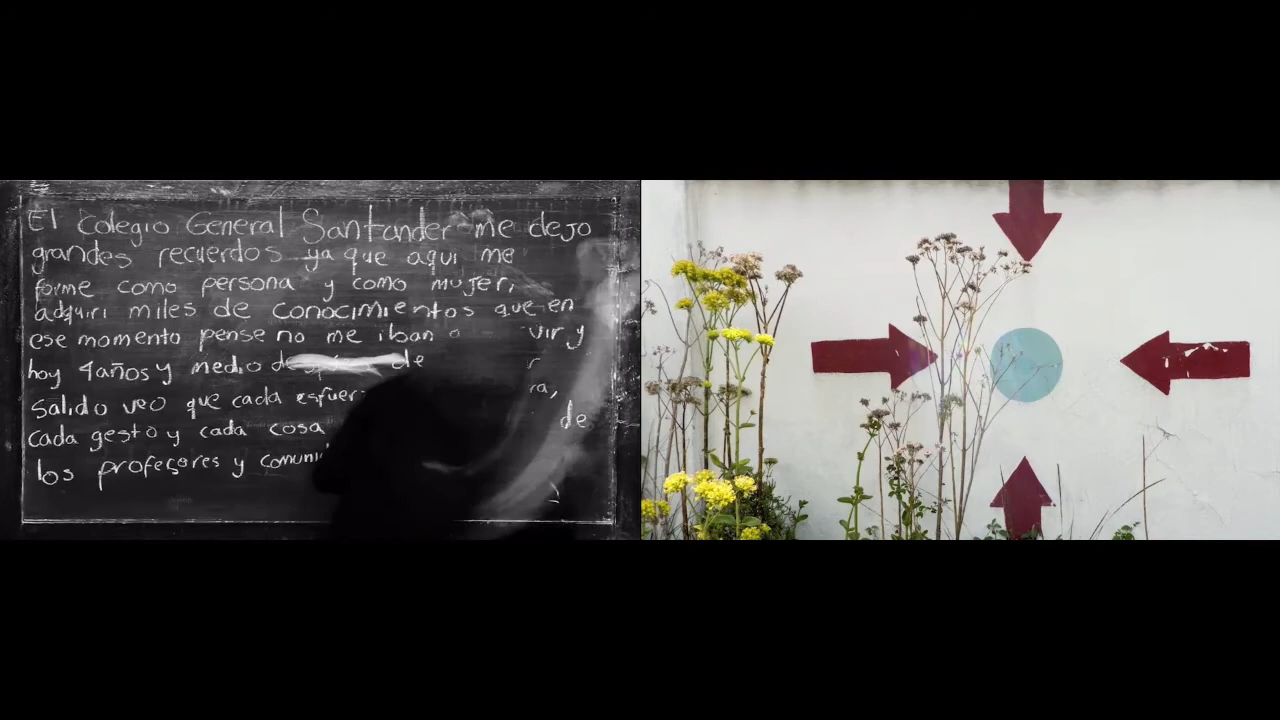 El Colegio General Santander me dejo
grandes recuerdos ya que aqui me
forme como persona y como mujer,
adquiri miles de conocimientos que en
ese momento pense no me iban a
hoy 4años y medio de
salido veo que cada
cada gesto y cada cosa de
los profesores y